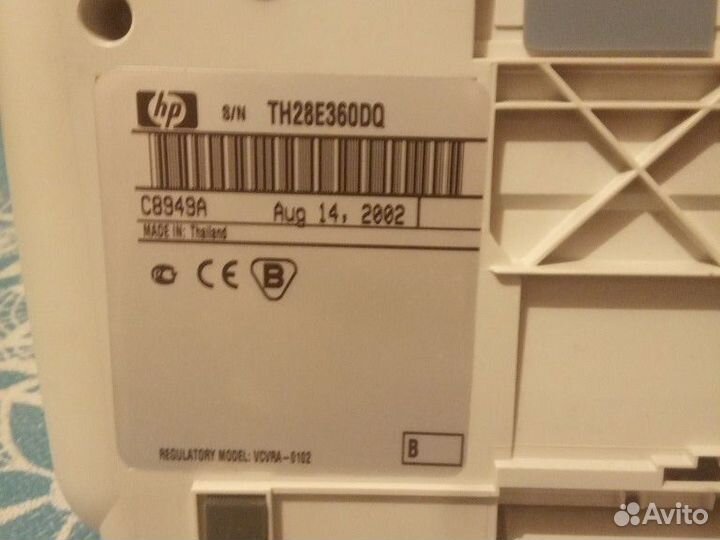 hp S/N TH28E360DQ
C8949A Aug 14, 2002
MADE IN: Thailand
CE B
REGULATORY MODEL: VCVRA-0102
B
Avito